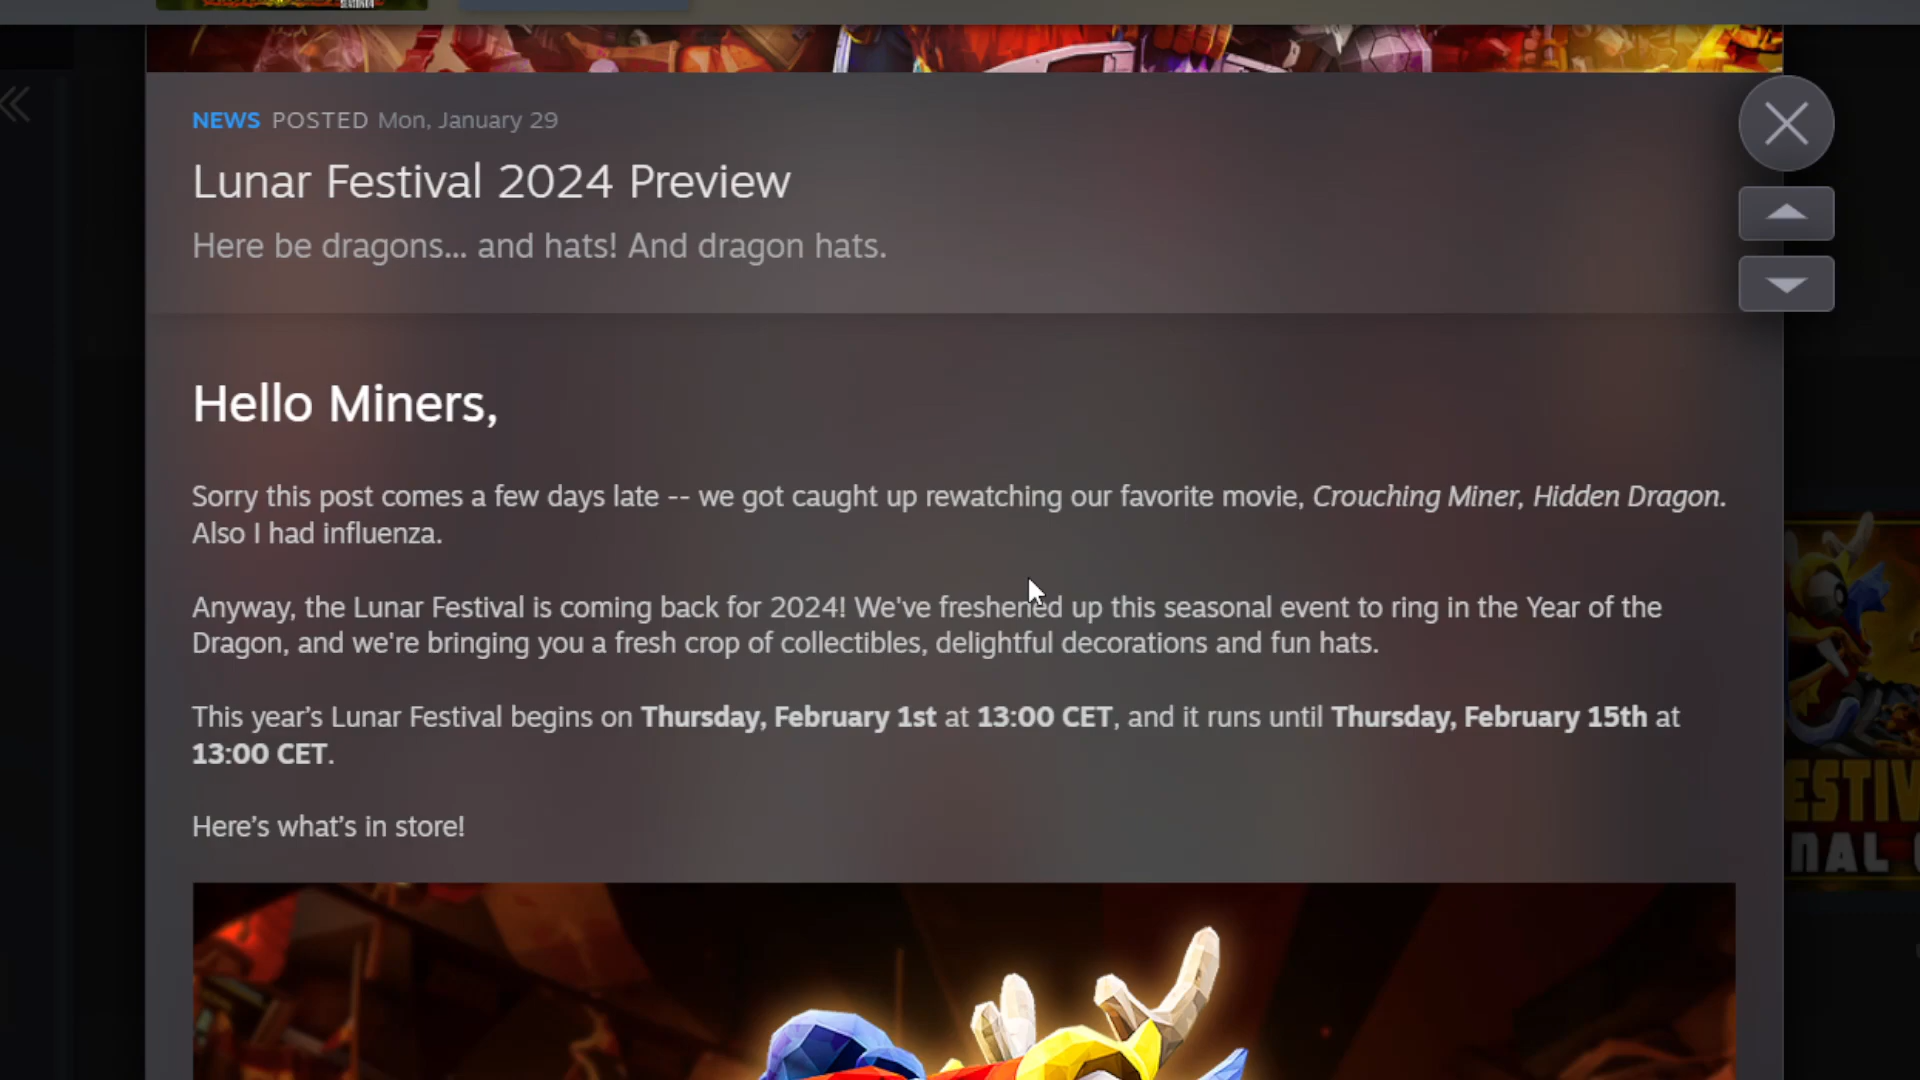 NEWS POSTED Mon, January 29
Lunar Festival 2024 Preview
Here be dragons... and hats! And dragon hats.
Hello Miners,
Sorry this post comes a few days late -- we got caught up rewatching our favorite movie, Crouching Miner, Hidden Dragon.
Also I had influenza.
Anyway, the Lunar Festival is coming back for 2024! We've freshened up this seasonal event to ring in the Year of the
Dragon, and we're bringing you a fresh crop of collectibles, delightful decorations and fun hats.
This year’s Lunar Festival begins on Thursday, February 1st at 13:00 CET, and it runs until Thursday, February 15th at
13:00 CET.
Here’s what’s in store!